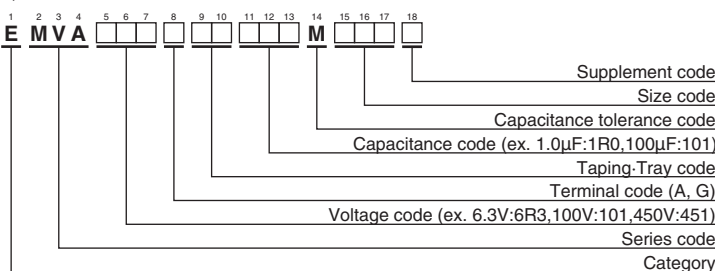 1 2 3 4 5 6 7 8 9 10 11 12 13 14 15 16 17 18
E M V A □□□ □ □□ □□□ M □□□ □
Supplement code
Size code
Capacitance tolerance code
Capacitance code (ex. 1.0μF:1R0,100μF:101)
Taping·Tray code
Terminal code (A, G)
Voltage code (ex. 6.3V:6R3,100V:101,450V:451)
Series code
Category